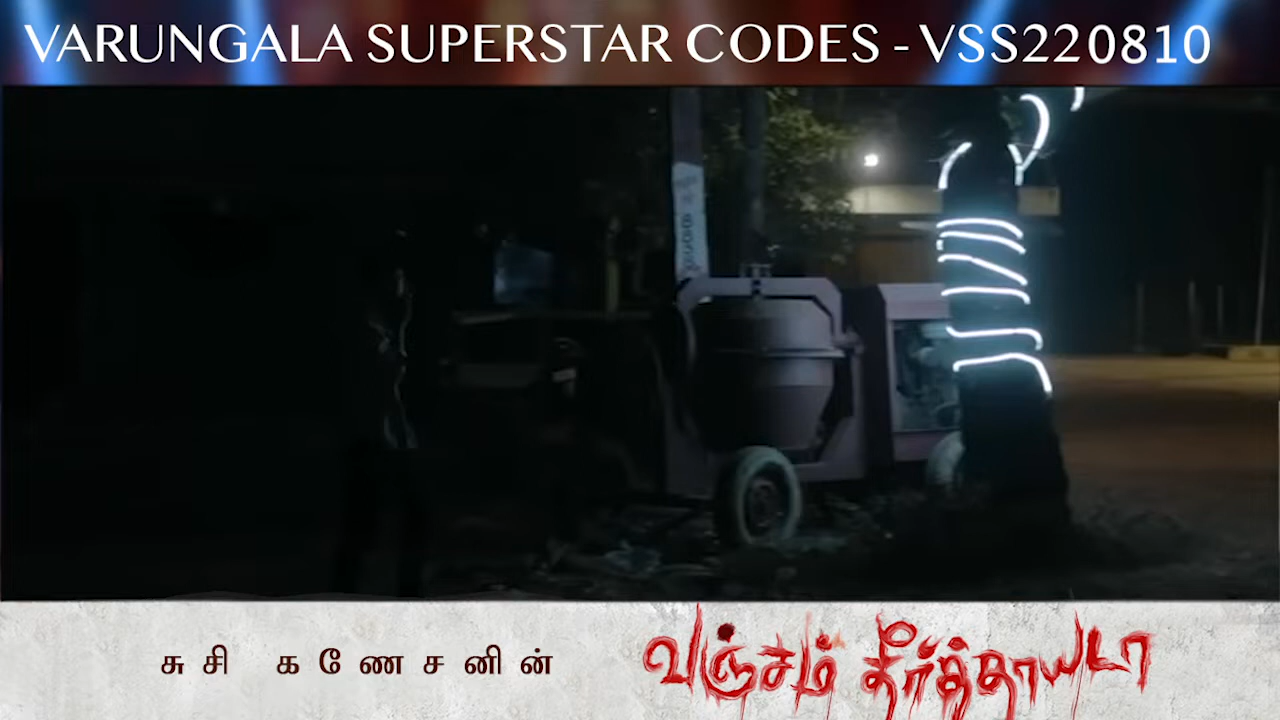 VARUNGALA SUPERSTAR CODES - VSS220810
சுசி கணேசனின்
வஞ்சம் தீர்த்தாயடா